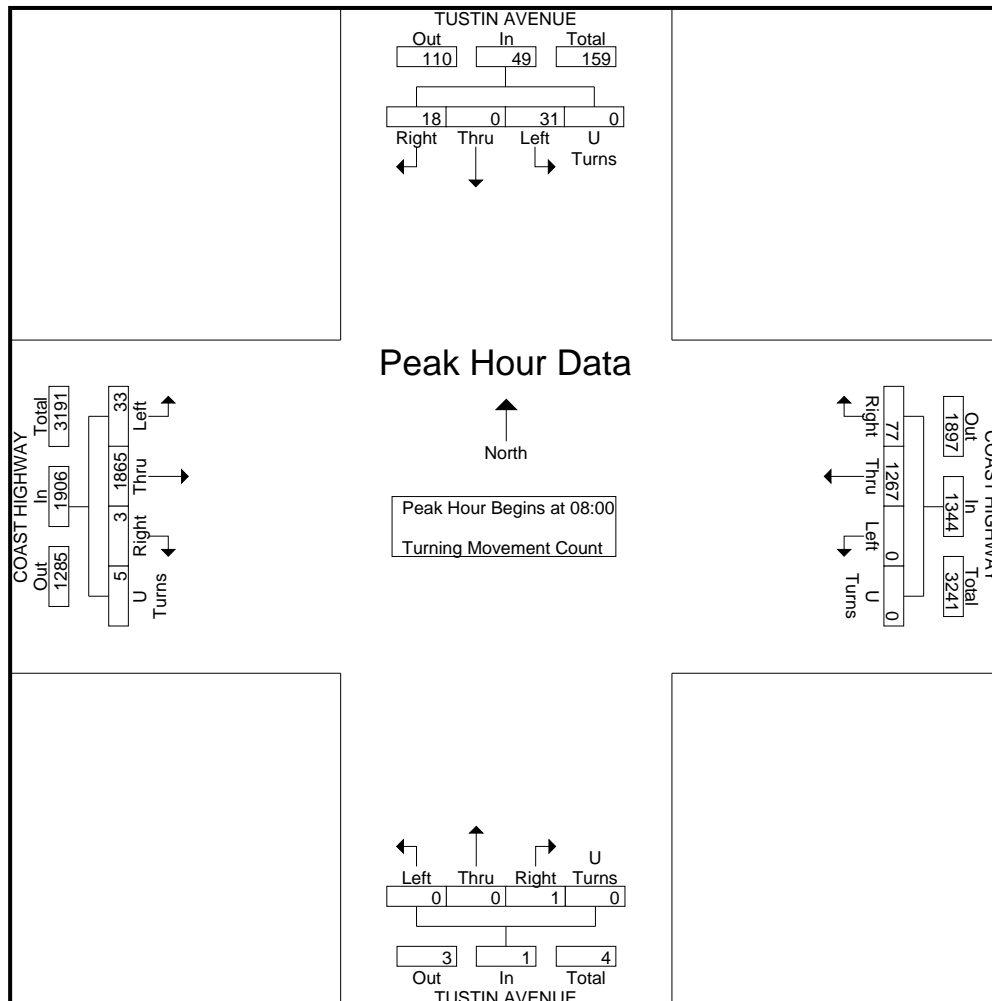 TUSTIN AVENUE
Out In Total
110 49 159
18 0 31 0
Right Thru Left U
Turns
Peak Hour Data
North
Peak Hour Begins at 08:00
Turning Movement Count
COAST HIGHWAY
Total In Out
3191 1906 1285
33 1865 3 5
Left Thru Right U
Turns
COAST HIGHWAY
Out In Total
1897 1344 3241
77 1267 0 0
Right Thru Left U
Turns
U
Left Thru Right Turns
0 0 1 0
3 1 4
Out In Total
TUSTIN AVENUE